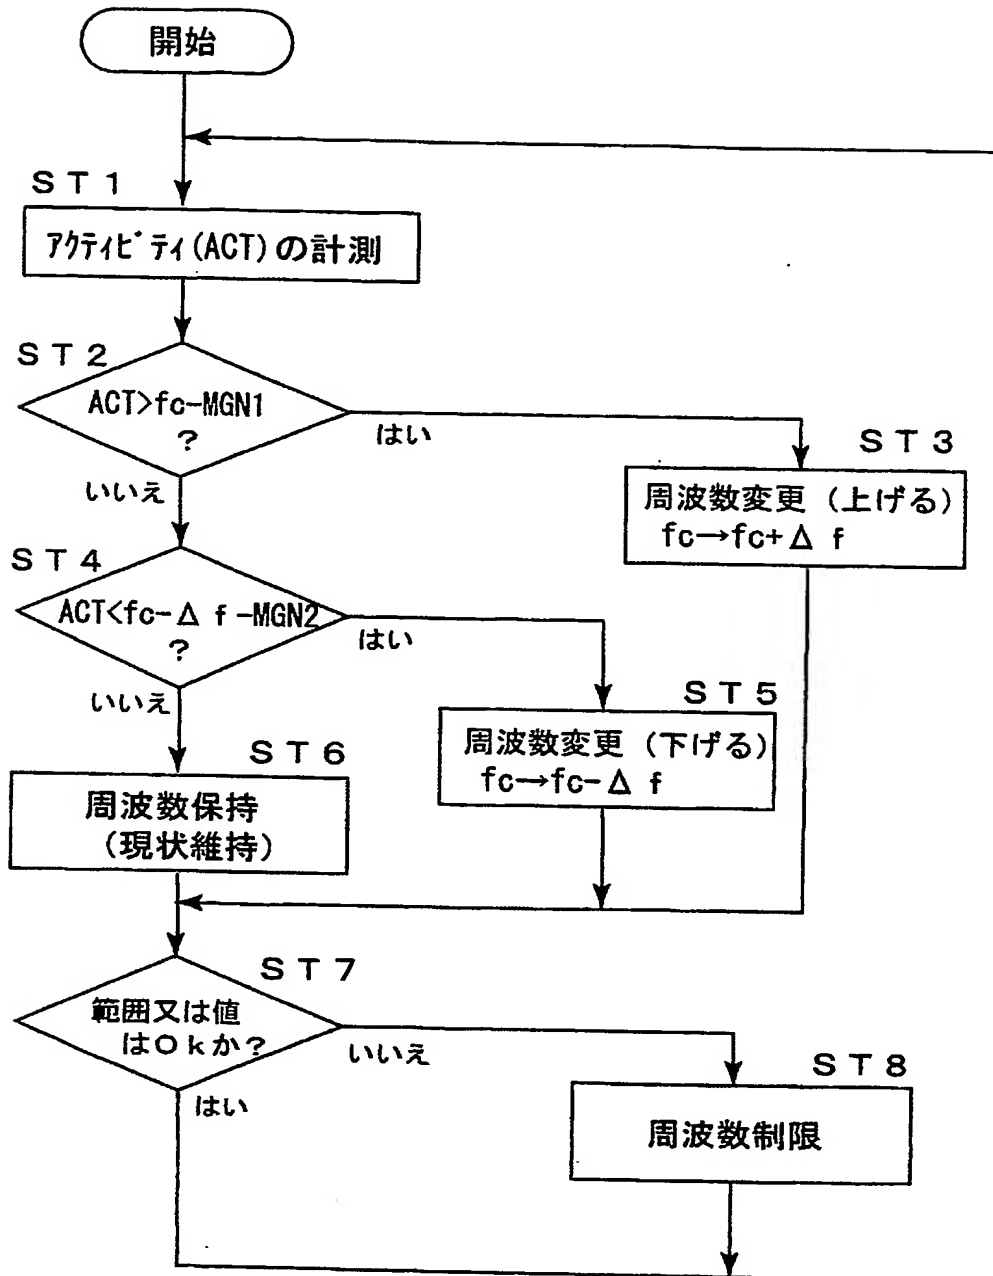 開始
ＳＴ１
ｱｸﾃｨﾋﾞﾃｨ(ACT)の計測
ＳＴ２
ACT>fc-MGN1
?
はい
いいえ
ＳＴ３
周波数変更（上げる）
fc→fc+Δ f
ＳＴ４
ACT<fc-Δ f-MGN2
?
はい
いいえ
ＳＴ５
周波数変更（下げる）
fc→fc-Δ f
ＳＴ６
周波数保持
（現状維持）
ＳＴ７
範囲又は値
はＯｋか？
いいえ
はい
ＳＴ８
周波数制限